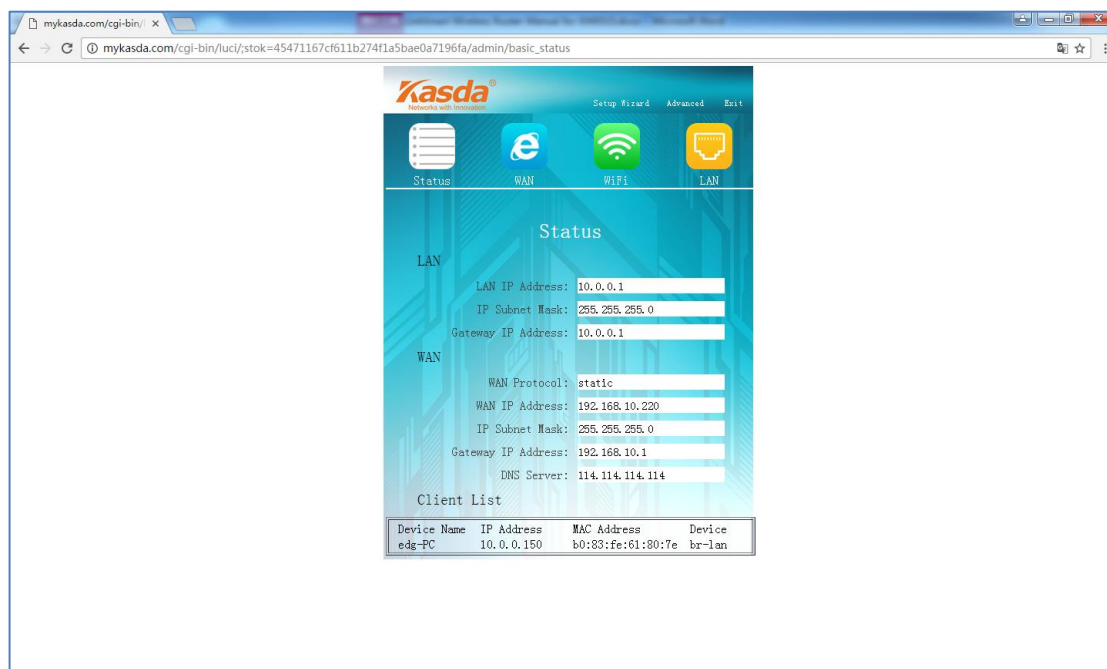 mykasda.com/cgi-bin/l
mykasda.com/cgi-bin/luci/;stok=45471167cf611b274f1a5bae0a7196fa/admin/basic_status
Kasda®
Networks with Innovation
Setup Wizard Advanced Exit
Status WAN WiFi LAN
Status
LAN
LAN IP Address: 10.0.0.1
IP Subnet Mask: 255.255.255.0
Gateway IP Address: 10.0.0.1
WAN
WAN Protocol: static
WAN IP Address: 192.168.10.220
IP Subnet Mask: 255.255.255.0
Gateway IP Address: 192.168.10.1
DNS Server: 114.114.114.114
Client List
Device Name IP Address MAC Address Device
edg-PC 10.0.0.150 b0:83:fe:61:80:7e br-lan